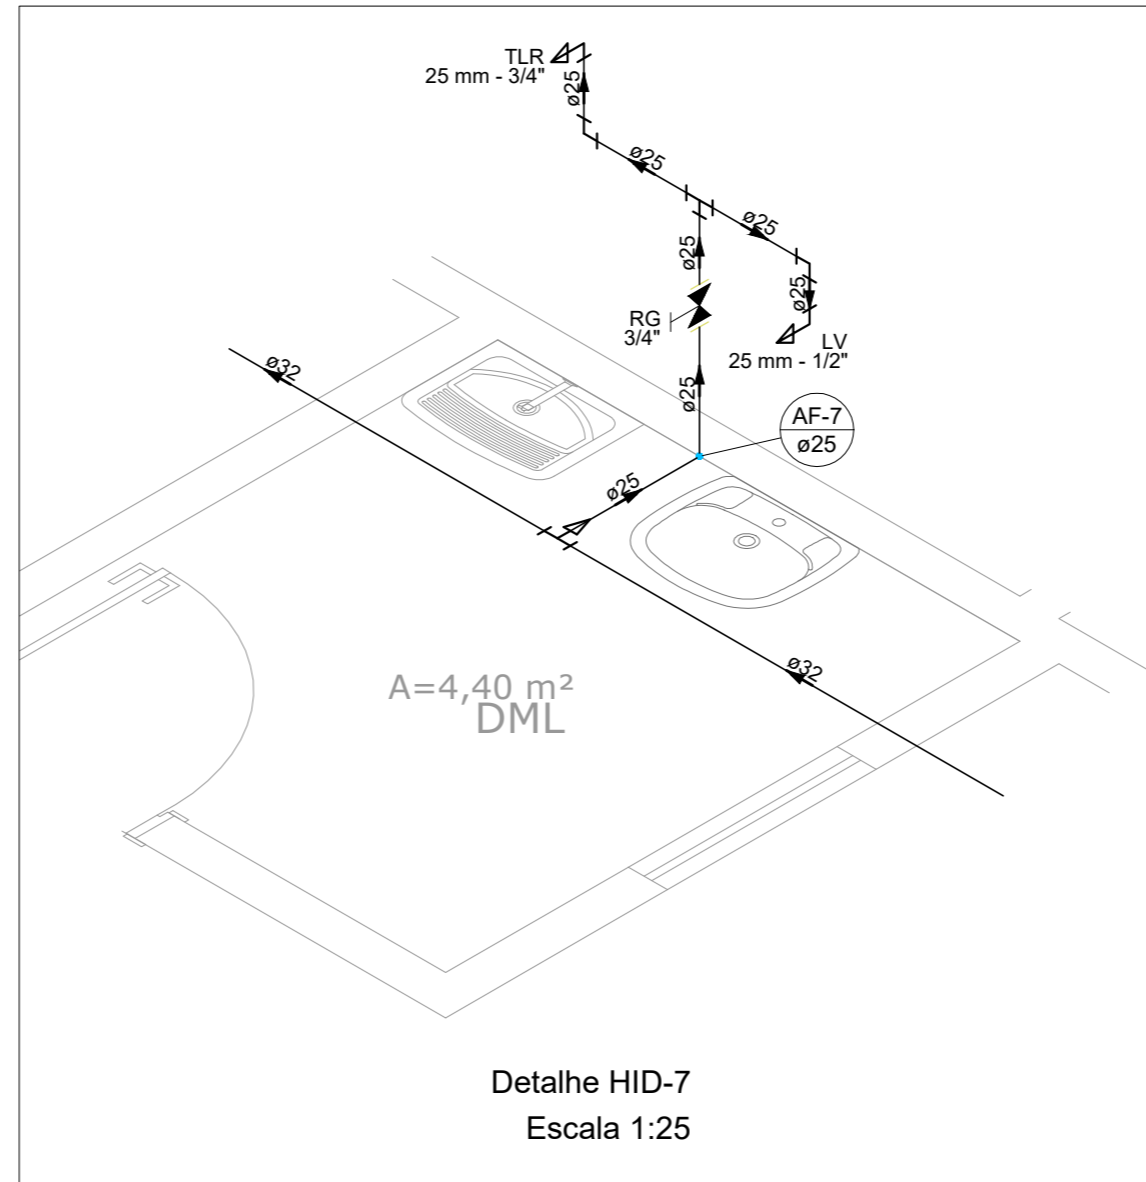 TLR
25 mm - 3/4"
ø25
ø25
ø25
ø25
ø25
RG
3/4"
LV
25 mm - 1/2"
ø32
ø25
AF-7
ø25
ø25
ø32
A=4,40 m²
DML
Detalhe HID-7
Escala 1:25